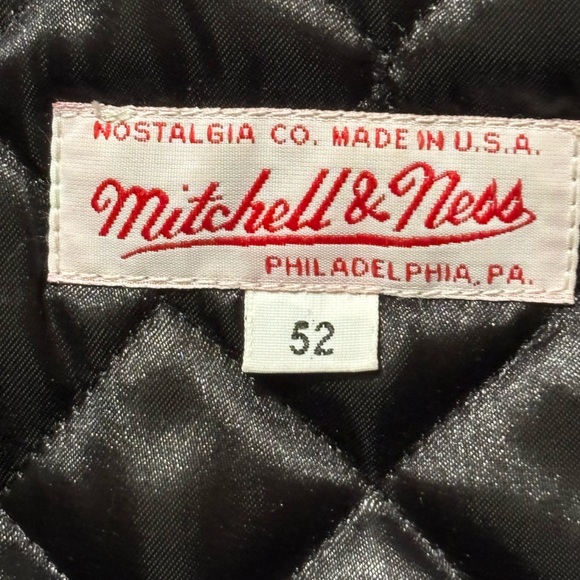 NOSTALGIA CO. MADE IN U.S.A.
Mitchell & Ness
PHILADELPHIA, PA.
52